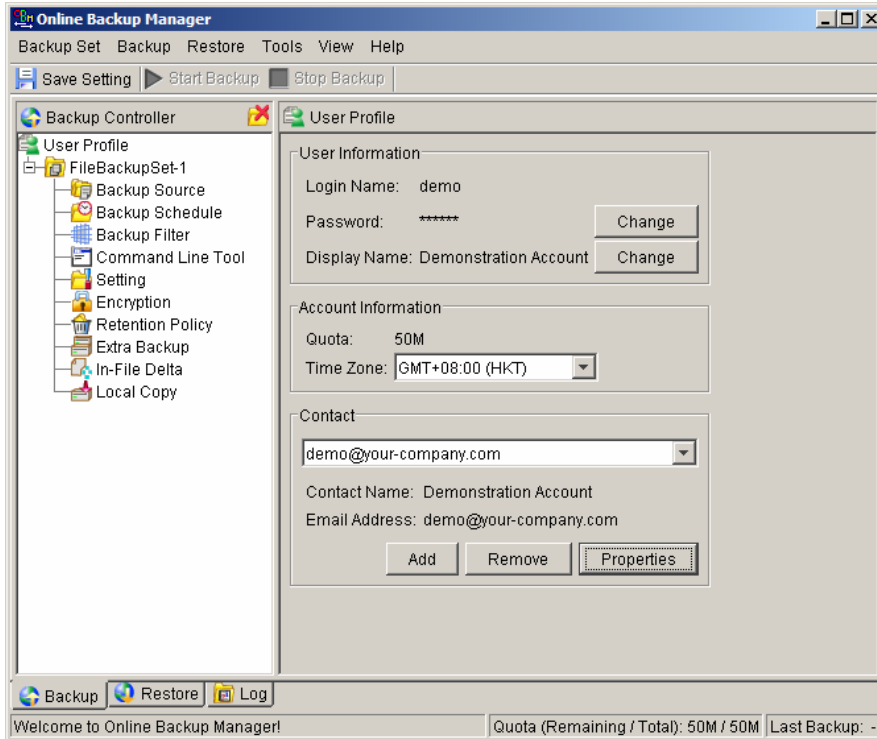 Online Backup Manager
Backup Set Backup Restore Tools View Help
Save Setting Start Backup Stop Backup
Backup Controller
User Profile
FileBackupSet-1
Backup Source
Backup Schedule
Backup Filter
Command Line Tool
Setting
Encryption
Retention Policy
Extra Backup
In-File Delta
Local Copy
User Profile
User Information
Login Name: demo
Password: ****** Change
Display Name: Demonstration Account Change
Account Information
Quota: 50M
Time Zone: GMT+08:00 (HKT)
Contact
demo@your-company.com
Contact Name: Demonstration Account
Email Address: demo@your-company.com
Add Remove Properties
Backup Restore Log
Welcome to Online Backup Manager! Quota (Remaining / Total): 50M / 50M Last Backup: -